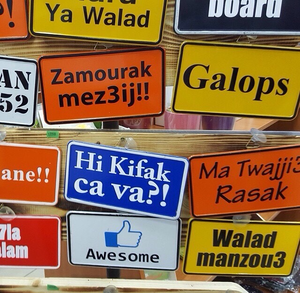 Ya Walad
board
AN
52
Zamourak
mez3ij!!
Galops
ane!!
Hi Kifak
ca va?!
Ma Twajji3
Rasak
7la
alam
Awesome
Walad
manzou3